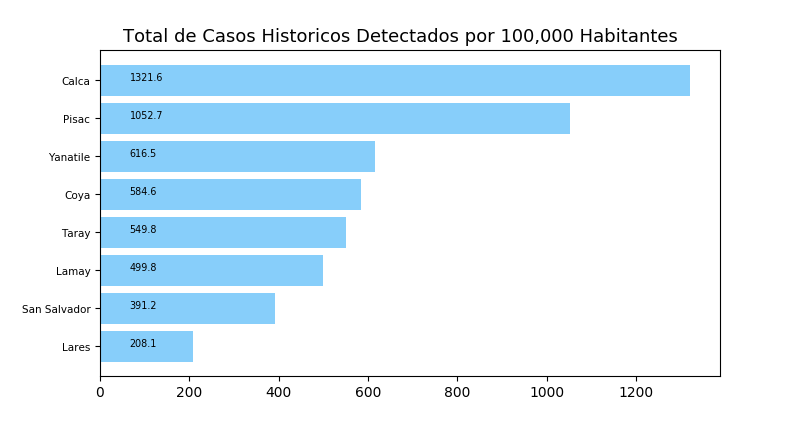 Total de Casos Historicos Detectados por 100,000 Habitantes
Calca 1321.6
Pisac 1052.7
Yanatile 616.5
Coya 584.6
Taray 549.8
Lamay 499.8
San Salvador 391.2
Lares 208.1
0 200 400 600 800 1000 1200